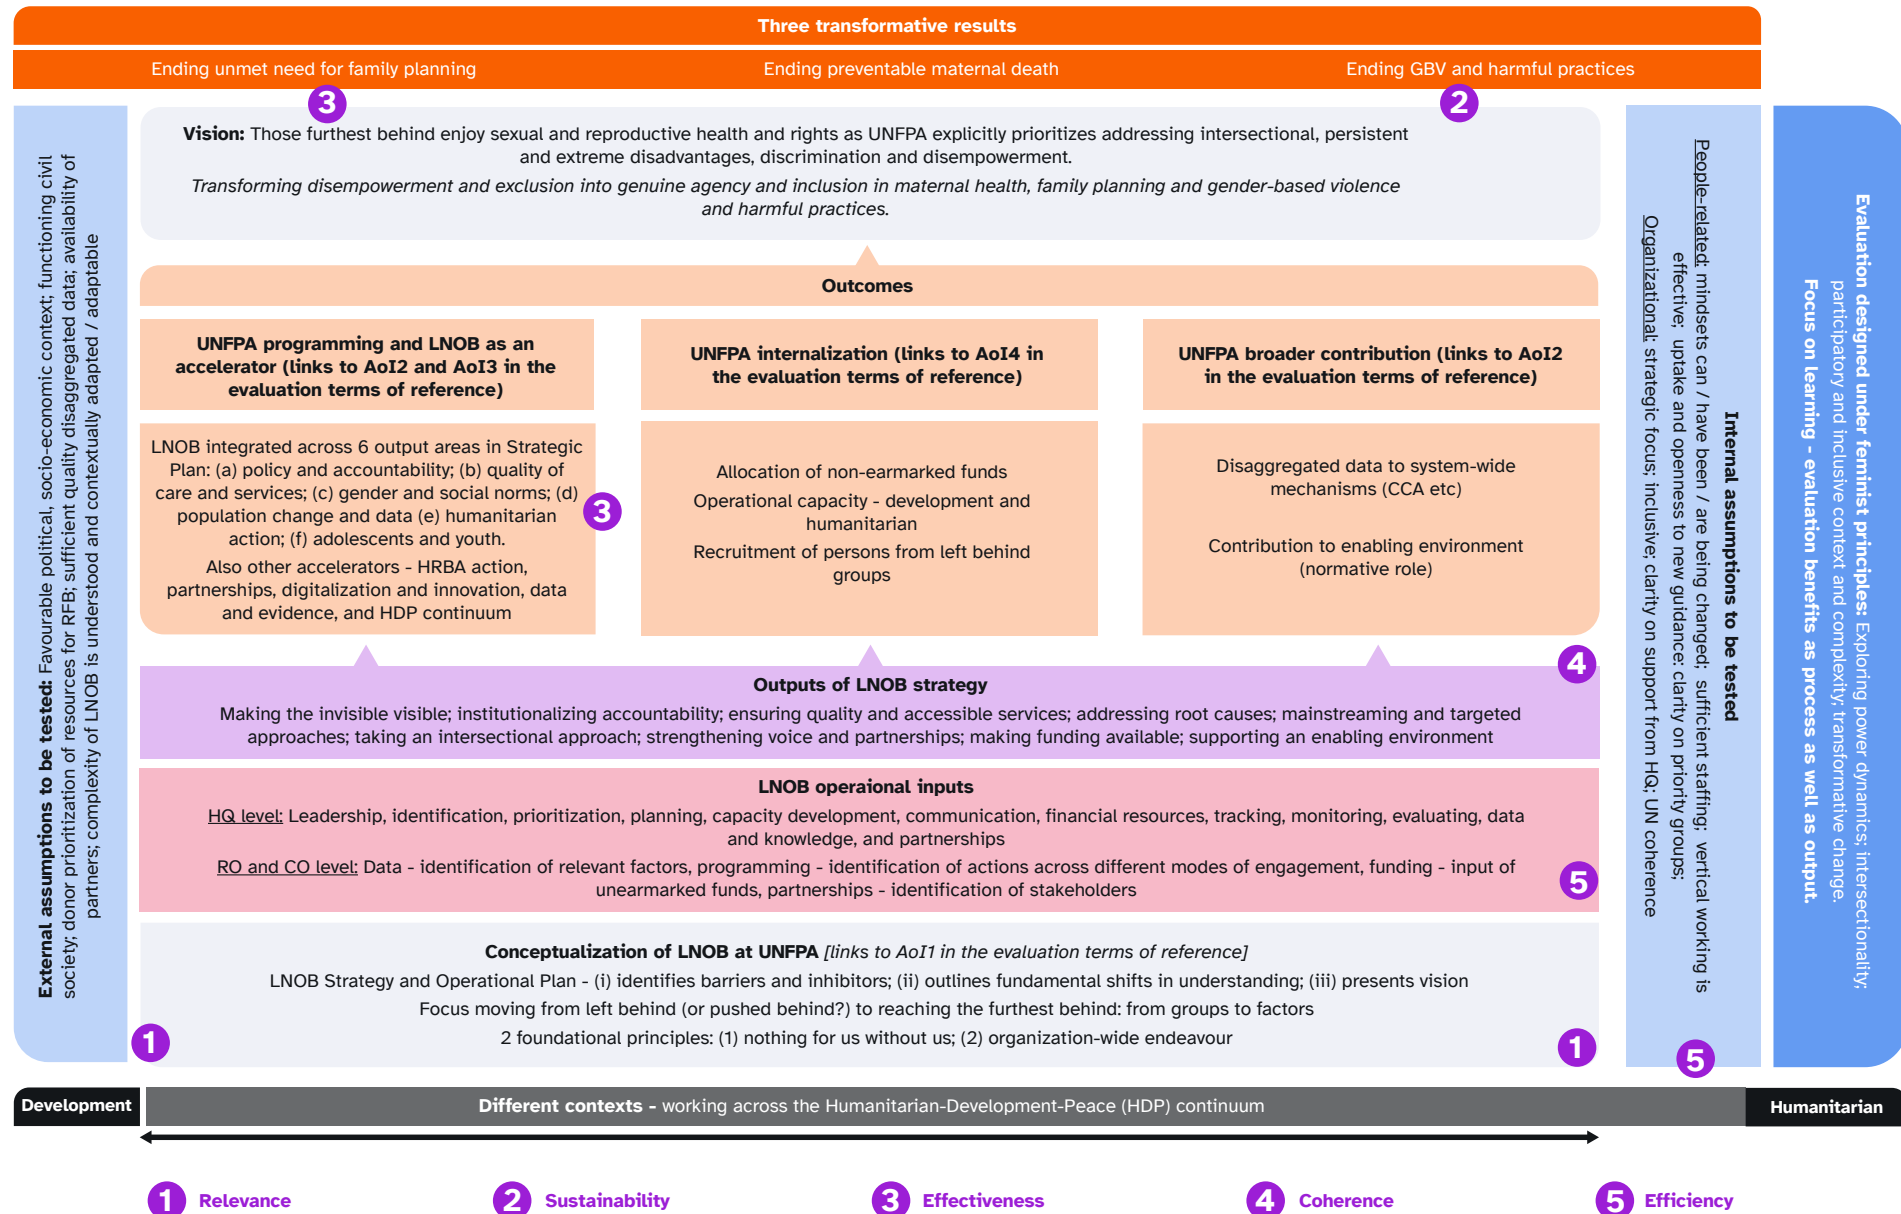 Three transformative results
Ending unmet need for family planning
Ending preventable maternal death
Ending GBV and harmful practices
3
2
External assumptions to be tested: Favourable political, socio-economic context; functioning civil
society; donor prioritization of resources for RFB; sufficient quality disaggregated data; availability of
partners; complexity of LNOB is understood and contextually adapted / adaptable
Vision: Those furthest behind enjoy sexual and reproductive health and rights as UNFPA explicitly prioritizes addressing intersectional, persistent
and extreme disadvantages, discrimination and disempowerment.
Transforming disempowerment and exclusion into genuine agency and inclusion in maternal health, family planning and gender-based violence
and harmful practices.
Outcomes
UNFPA programming and LNOB as an
accelerator (links to AoI2 and AoI3 in the
evaluation terms of reference)
UNFPA internalization (links to AoI4 in
the evaluation terms of reference)
UNFPA broader contribution (links to AoI2
in the evaluation terms of reference)
LNOB integrated across 6 output areas in Strategic
Plan: (a) policy and accountability; (b) quality of
care and services; (c) gender and social norms; (d)
population change and data (e) humanitarian
action; (f) adolescents and youth.
Also other accelerators - HRBA action,
partnerships, digitalization and innovation, data
and evidence, and HDP continuum
3
Allocation of non-earmarked funds
Operational capacity - development and
humanitarian
Recruitment of persons from left behind
groups
Disaggregated data to system-wide
mechanisms (CCA etc)
Contribution to enabling environment
(normative role)
4
Outputs of LNOB strategy
Making the invisible visible; institutionalizing accountability; ensuring quality and accessible services; addressing root causes; mainstreaming and targeted
approaches; taking an intersectional approach; strengthening voice and partnerships; making funding available; supporting an enabling environment
LNOB operaional inputs
HQ level: Leadership, identification, prioritization, planning, capacity development, communication, financial resources, tracking, monitoring, evaluating, data
and knowledge, and partnerships
RO and CO level: Data - identification of relevant factors, programming - identification of actions across different modes of engagement, funding - input of
unearmarked funds, partnerships - identification of stakeholders
5
Conceptualization of LNOB at UNFPA [links to AoI1 in the evaluation terms of reference]
LNOB Strategy and Operational Plan - (i) identifies barriers and inhibitors; (ii) outlines fundamental shifts in understanding; (iii) presents vision
Focus moving from left behind (or pushed behind?) to reaching the furthest behind: from groups to factors
2 foundational principles: (1) nothing for us without us; (2) organization-wide endeavour
1
1
Internal assumptions to be tested
People-related: mindsets can / have been / are being changed; sufficient staffing; vertical working is
effective; uptake and openness to new guidance: clarity on priority groups;
Organizational: strategic focus; inclusive; clarity on support from HQ; UN coherence
5
Evaluation designed under feminist principles: Exploring power dynamics; intersectionality;
participatory and inclusive context and complexity; transformative change.
Focus on learning - evaluation benefits as process as well as output.
Development
Different contexts - working across the Humanitarian-Development-Peace (HDP) continuum
Humanitarian
1 Relevance
2 Sustainability
3 Effectiveness
4 Coherence
5 Efficiency